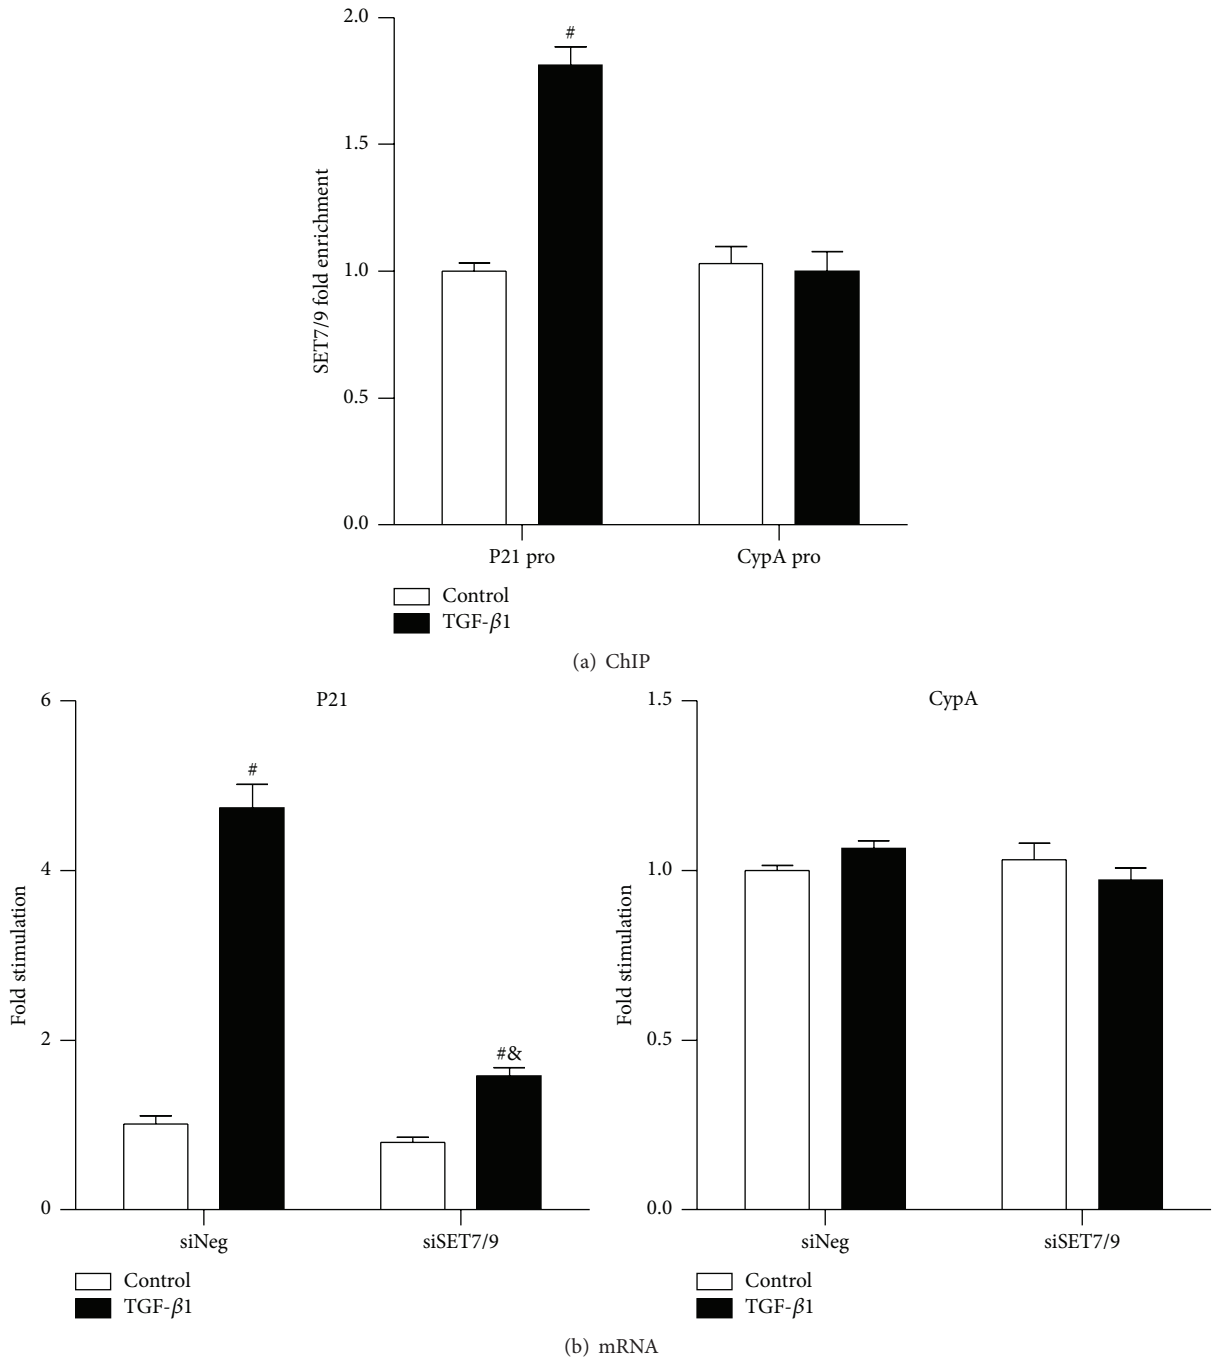 2.0
#
1.5
1.0
0.5
0.0
SET7/9 fold enrichment
P21 pro
CypA pro
Control
TGF-β1
(a) ChIP
P21
6
#
4
2
#&
0
Fold stimulation
siNeg
siSET7/9
Control
TGF-β1
CypA
1.5
1.0
0.5
0.0
Fold stimulation
siNeg
siSET7/9
Control
TGF-β1
(b) mRNA